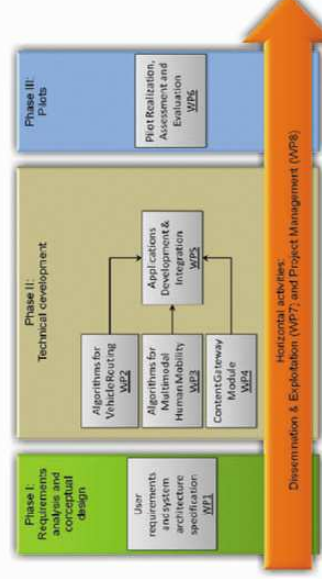 Phase I:
Requirements
analysis and
conceptual
design
User
requirements
and system
architecture
specification
WP1
Phase II:
Technical development
Algorithms for
Vehicle Routing
WP2
Algorithms for
Multimodal
Human Mobility
WP3
Content Gateway
Module
WP4
Applications
Development &
Integration
WP5
Phase III:
Pilots
Pilot Realization,
Assessment and
Evaluation
WP6
Horizontal activities:
Dissemination & Exploitation (WP7; and Project Management (WP8)